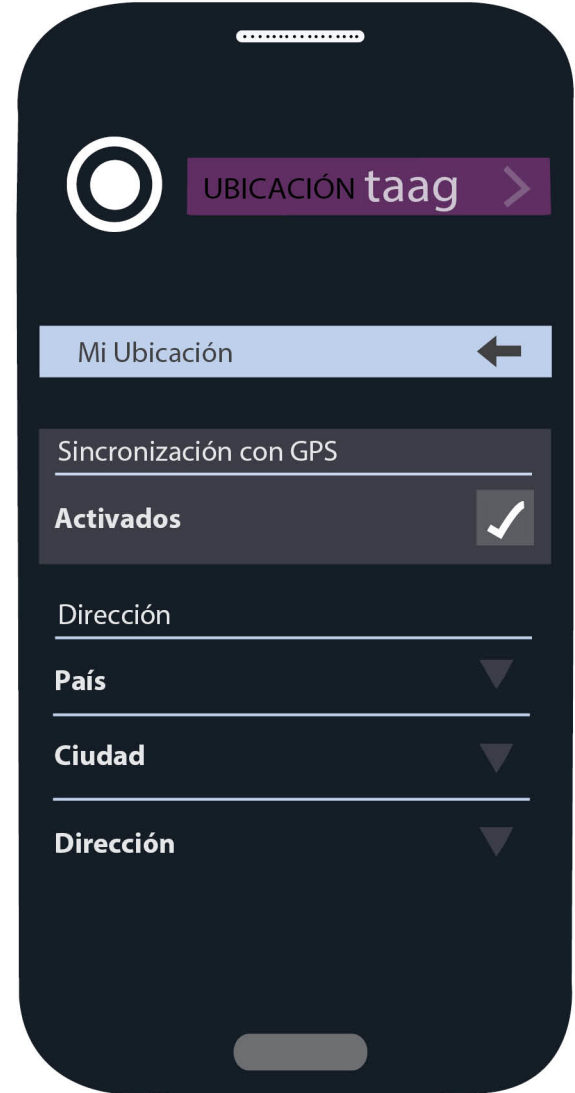 UBICACIÓN taag
Mi Ubicación
Sincronización con GPS
Activados
Dirección
País
Ciudad
Dirección